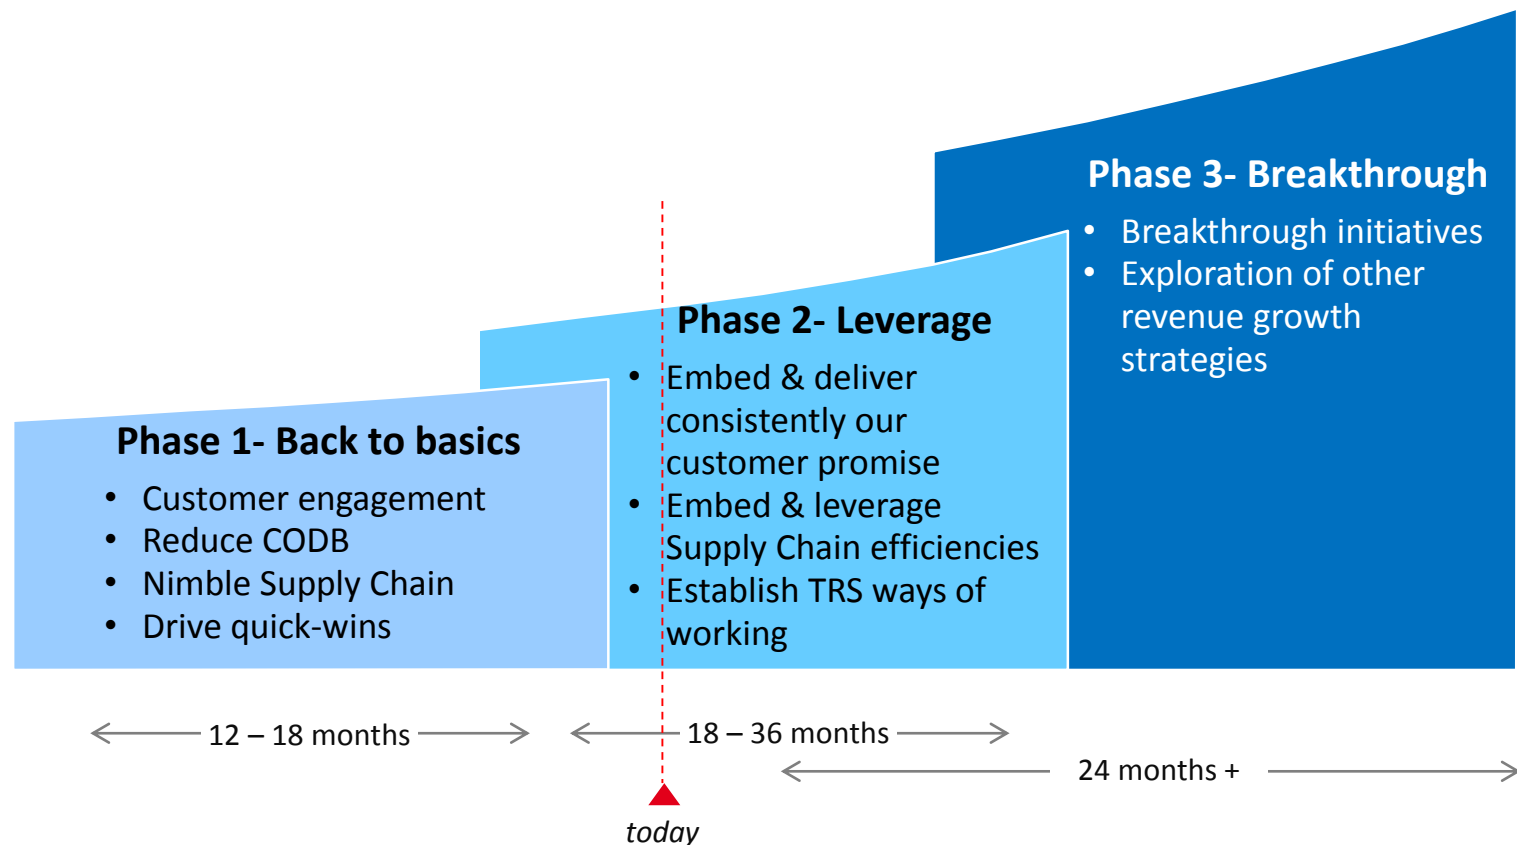 Phase 1- Back to basics
• Customer engagement
• Reduce CODB
• Nimble Supply Chain
• Drive quick-wins
Phase 2- Leverage
• Embed & deliver
consistently our
customer promise
• Embed & leverage
Supply Chain efficiencies
• Establish TRS ways of
working
Phase 3- Breakthrough
• Breakthrough initiatives
• Exploration of other
revenue growth
strategies
12 – 18 months
18 – 36 months
24 months +
today